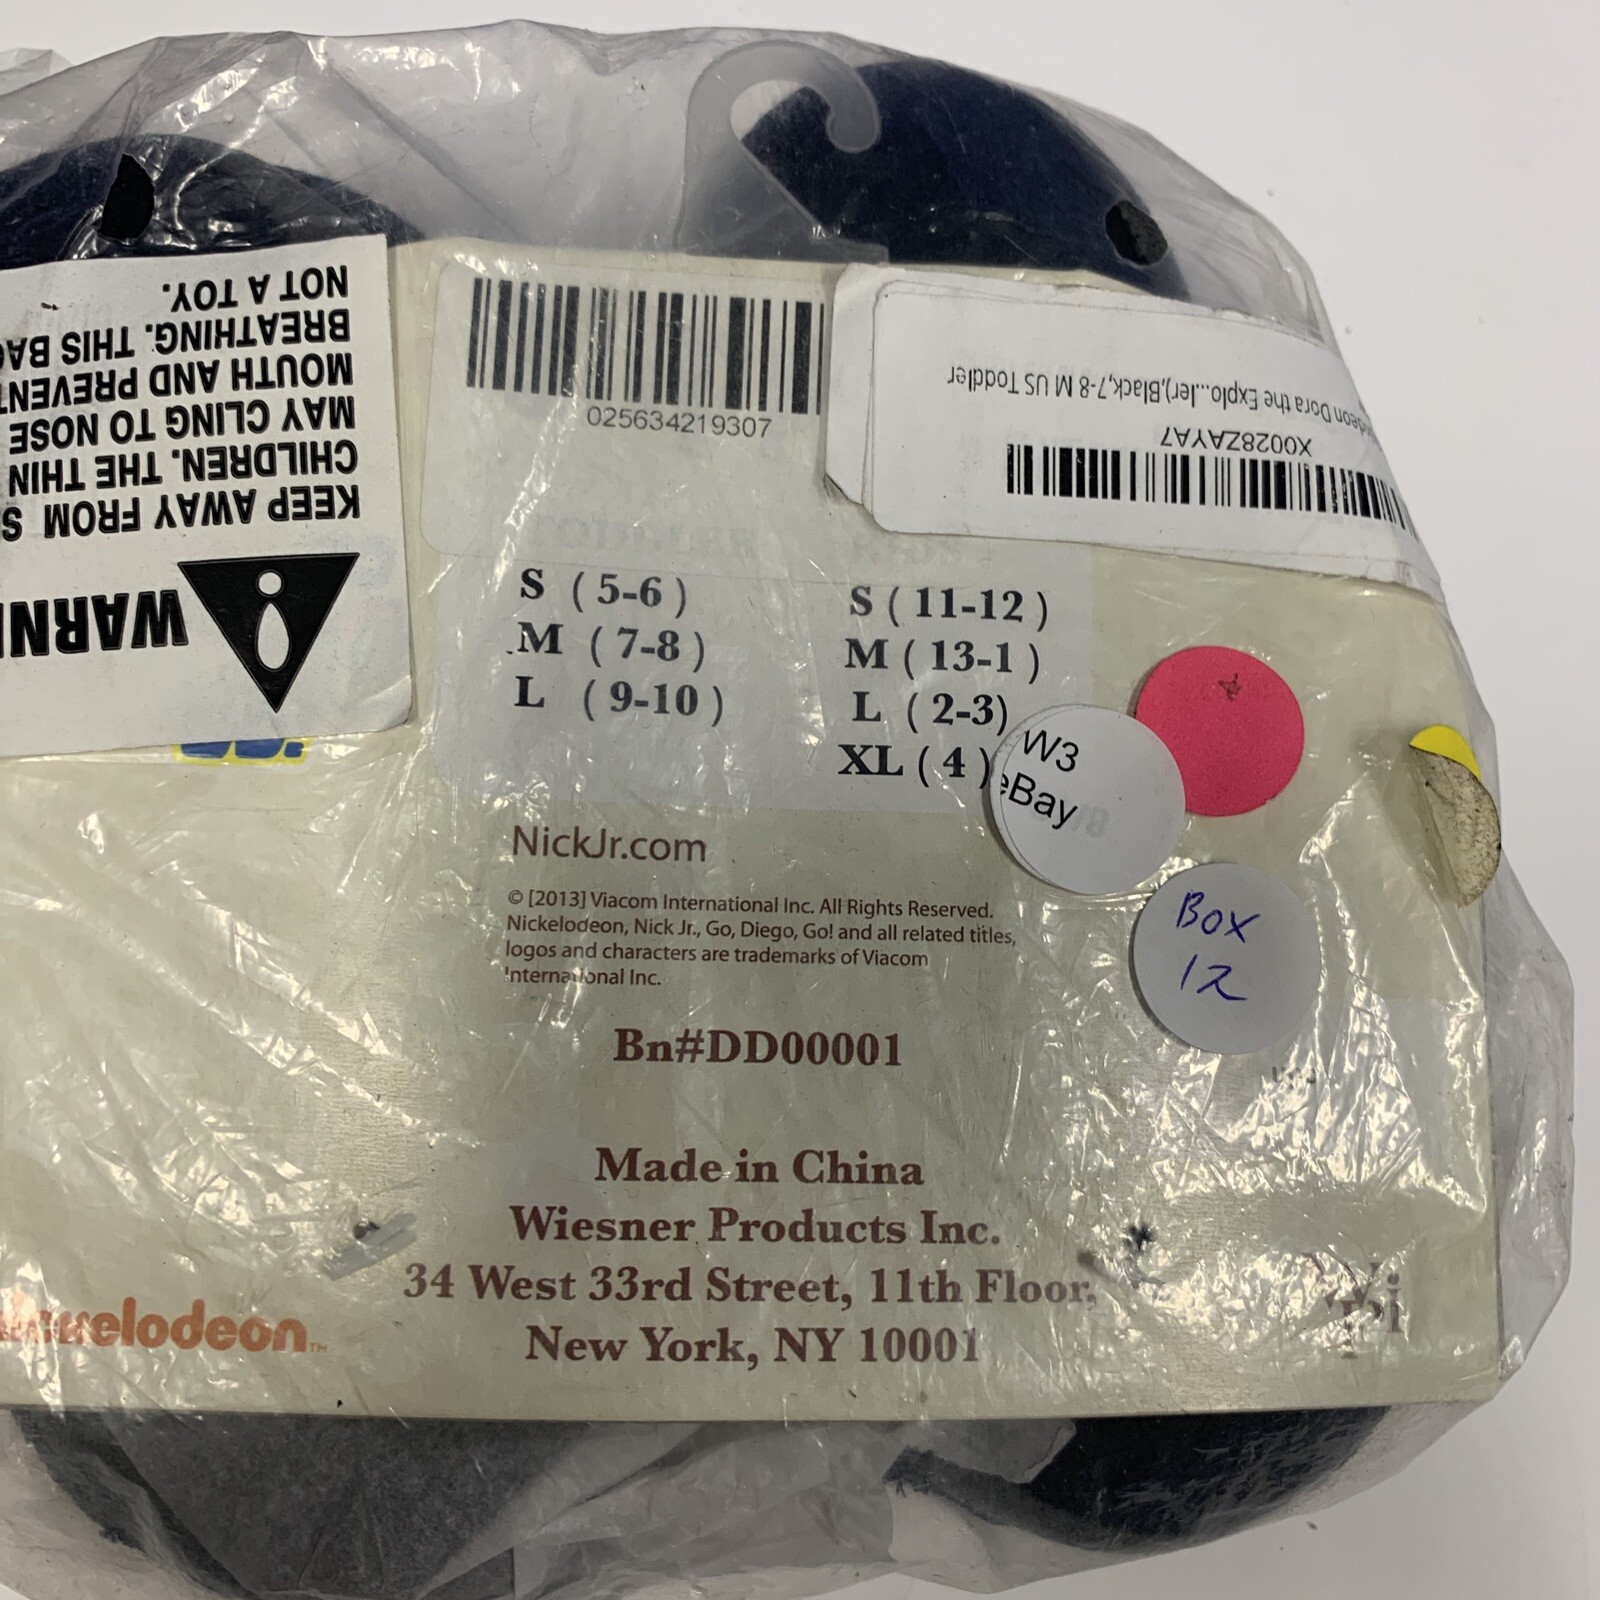 NOT A TOY.
BREATHING. THIS BAG
MOUTH AND PREVENT
MAY CLING TO NOSE
CHILDREN. THE THIN
KEEP AWAY FROM
025634219307
Dora the Explo...ler),Black,7-8 M US Toddler
X0028ZAYA7
S ( 5-6 )
M ( 7-8 )
L ( 9-10 )
S ( 11-12 )
M ( 13-1 )
L ( 2-3)
XL ( 4 )
W3
eBay
Box
12
NickJr.com
© [2013] Viacom International Inc. All Rights Reserved.
Nickelodeon, Nick Jr., Go, Diego, Go! and all related titles,
logos and characters are trademarks of Viacom
International Inc.
Bn#DD00001
Made in China
Wiesner Products Inc.
34 West 33rd Street, 11th Floor,
New York, NY 10001
nickelodeon™